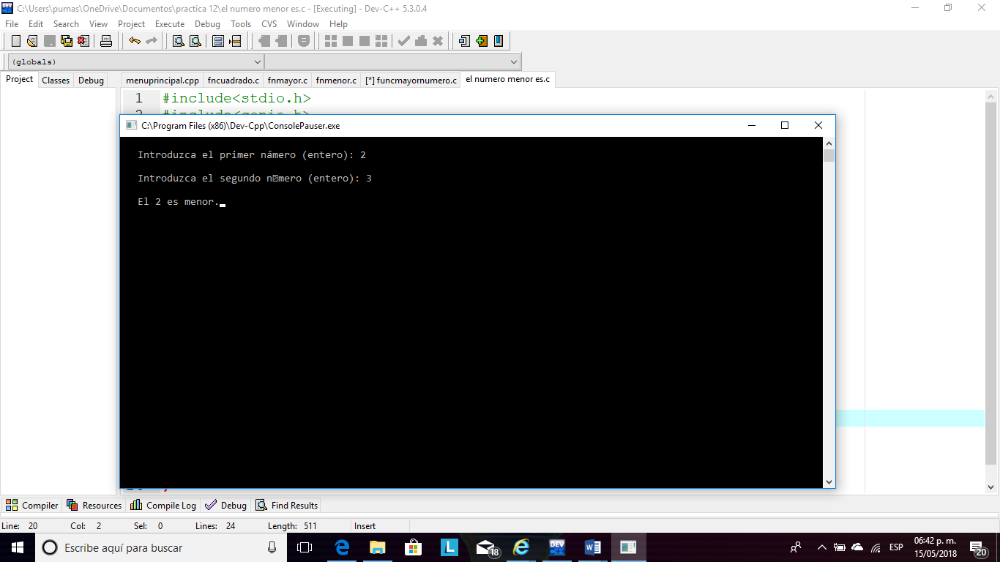 C:\Users\pumas\OneDrive\Documentos\practica 12\el numero menor es.c - [Executing] - Dev-C++ 5.3.0.4
File Edit Search View Project Execute Debug Tools CVS Window Help
(globals)
Project Classes Debug menuprincipal.cpp fncuadrado.c fnmayor.c fnmenor.c [*] funcmayornumero.c el numero menor es.c
1 #include<stdio.h>
2 #include<conio.h>
C:\Program Files (x86)\Dev-Cpp\ConsolePauser.exe
Introduzca el primer número (entero): 2
Introduzca el segundo n�mero (entero): 3
El 2 es menor.
Compiler Resources Compile Log Debug Find Results
Line: 20 Col: 2 Sel: 0 Lines: 24 Length: 511 Insert
Escribe aquí para buscar
L
18
DEV
ESP
06:42 p. m.
15/05/2018
20